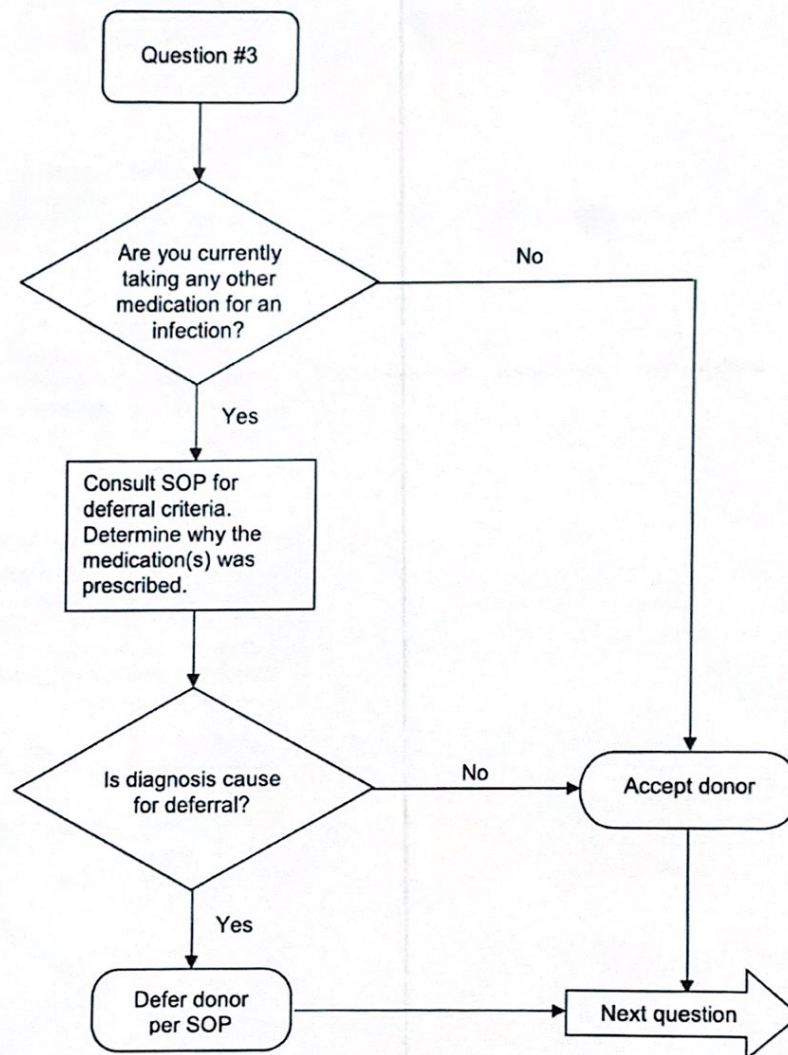 Question #3
Are you currently
taking any other
medication for an
infection?
No
Yes
Consult SOP for
deferral criteria.
Determine why the
medication(s) was
prescribed.
Is diagnosis cause
for deferral?
No
Accept donor
Yes
Defer donor
per SOP
Next question